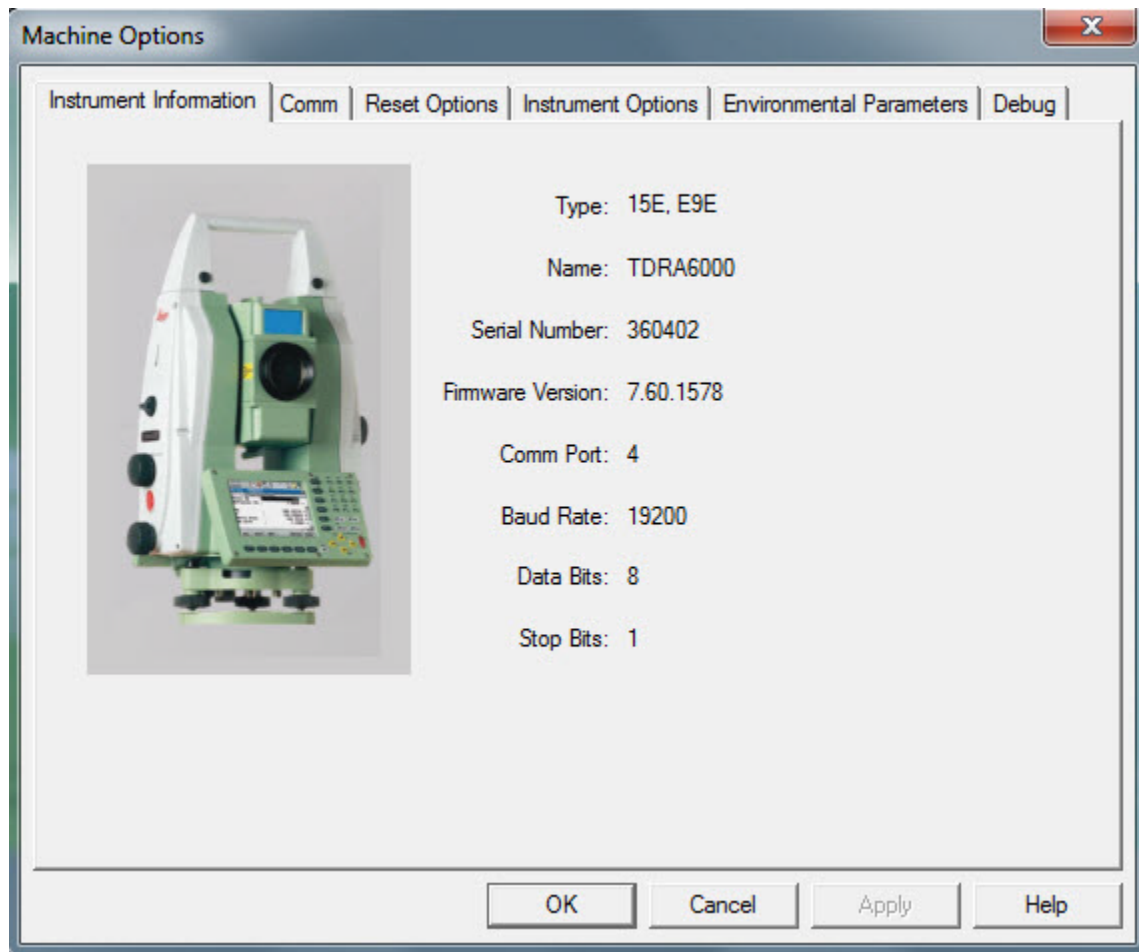 Machine Options
Instrument Information Comm Reset Options Instrument Options Environmental Parameters Debug
Type: 15E, E9E
Name: TDRA6000
Serial Number: 360402
Firmware Version: 7.60.1578
Comm Port: 4
Baud Rate: 19200
Data Bits: 8
Stop Bits: 1
OK Cancel Apply Help